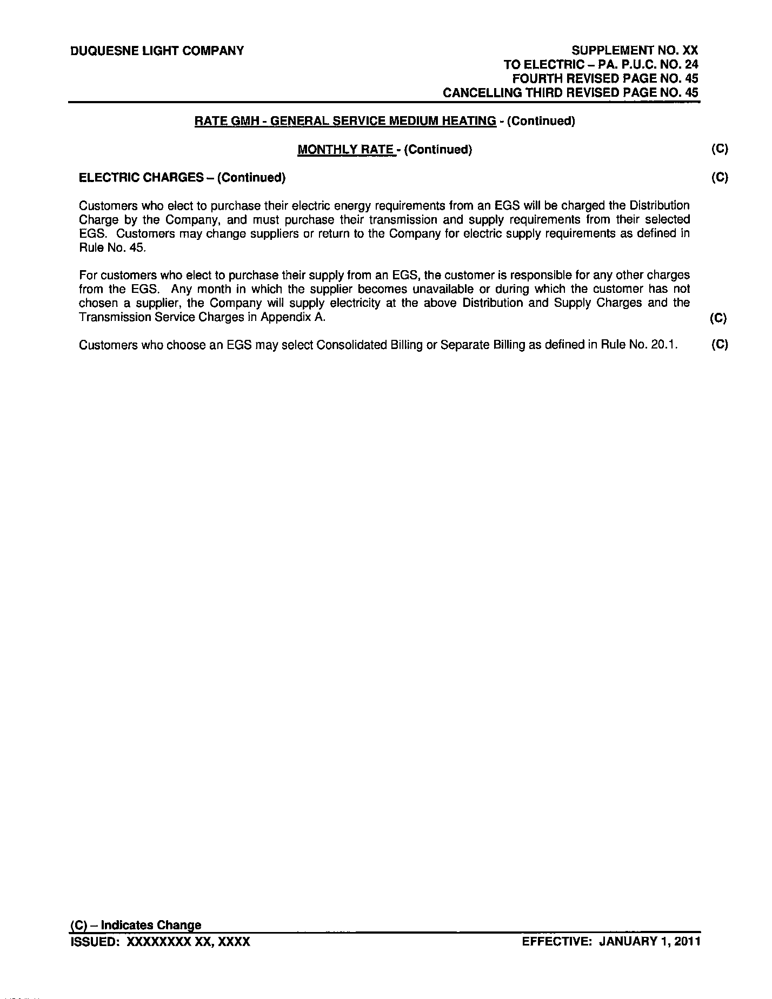 DUQUESNE LIGHT COMPANY
SUPPLEMENT NO. XX
TO ELECTRIC – PA. P.U.C. NO. 24
FOURTH REVISED PAGE NO. 45
CANCELLING THIRD REVISED PAGE NO. 45
RATE GMH - GENERAL SERVICE MEDIUM HEATING - (Continued)
MONTHLY RATE - (Continued) (C)
ELECTRIC CHARGES – (Continued) (C)
Customers who elect to purchase their electric energy requirements from an EGS will be charged the Distribution
Charge by the Company, and must purchase their transmission and supply requirements from their selected
EGS. Customers may change suppliers or return to the Company for electric supply requirements as defined in
Rule No. 45.
For customers who elect to purchase their supply from an EGS, the customer is responsible for any other charges
from the EGS. Any month in which the supplier becomes unavailable or during which the customer has not
chosen a supplier, the Company will supply electricity at the above Distribution and Supply Charges and the
Transmission Service Charges in Appendix A. (C)
Customers who choose an EGS may select Consolidated Billing or Separate Billing as defined in Rule No. 20.1. (C)
(C) – Indicates Change
ISSUED: XXXXXXXX XX, XXXX EFFECTIVE: JANUARY 1, 2011